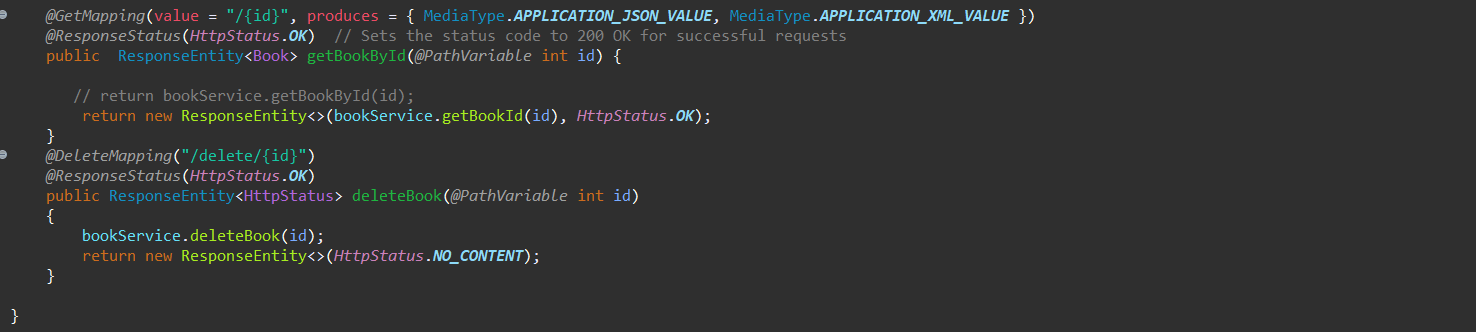 @GetMapping(value = "/{id}", produces = { MediaType.APPLICATION_JSON_VALUE, MediaType.APPLICATION_XML_VALUE })
@ResponseStatus(HttpStatus.OK)  // Sets the status code to 200 OK for successful requests
public  ResponseEntity<Book> getBookById(@PathVariable int id) {
// return bookService.getBookById(id);
return new ResponseEntity<>(bookService.getBookId(id), HttpStatus.OK);
}
@DeleteMapping("/delete/{id}")
@ResponseStatus(HttpStatus.OK)
public ResponseEntity<HttpStatus> deleteBook(@PathVariable int id)
{
bookService.deleteBook(id);
return new ResponseEntity<>(HttpStatus.NO_CONTENT);
}
}